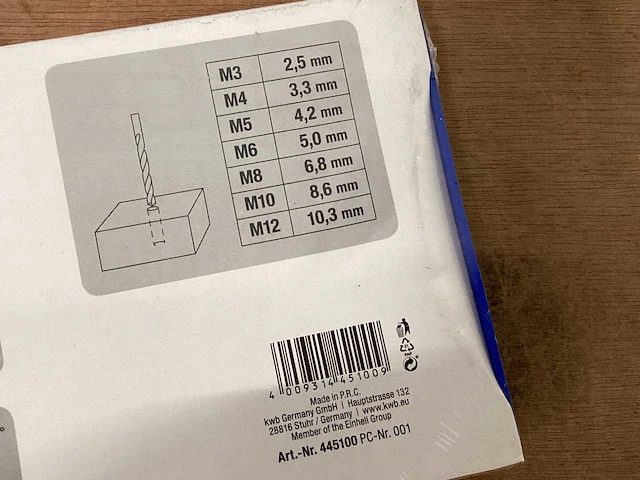 M3 2,5 mm
M4 3,3 mm
M5 4,2 mm
M6 5,0 mm
M8 6,8 mm
M10 8,6 mm
M12 10,3 mm
4 009314 451009
Made in P.R.C.
kwb Germany GmbH | Hauptstrasse 132
28816 Stuhr / Germany | www.kwb.eu
Member of the Einhell Group
Art.-Nr. 445100 PC-Nr. 001